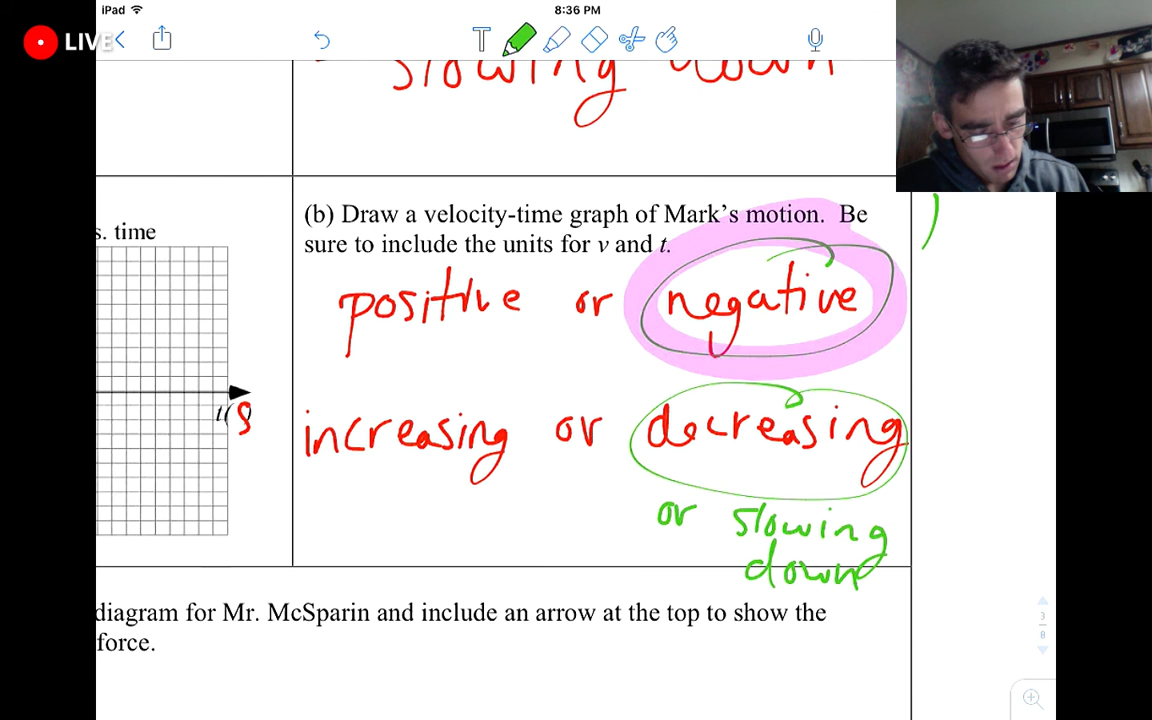 iPad
8:36 PM
LIVE
T
slowing down
s. time
(b) Draw a velocity-time graph of Mark's motion. Be
sure to include the units for v and t.
positive or negative
t(s)
increasing or decreasing
or slowing
down
diagram for Mr. McSparin and include an arrow at the top to show the
force.
3
8